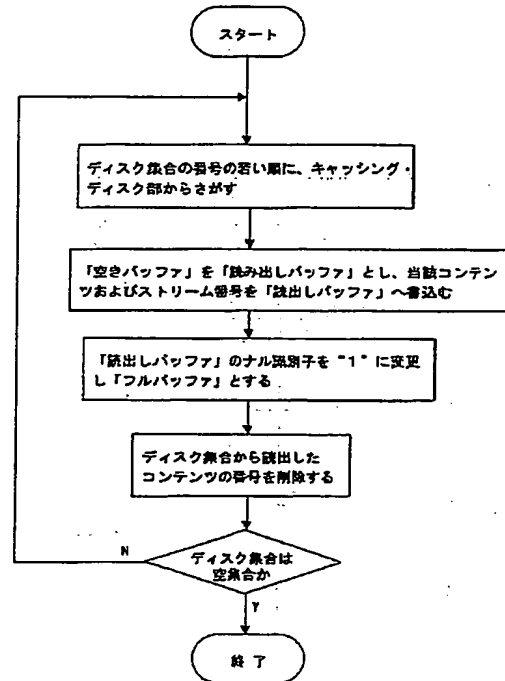 スタート
ディスク集合の番号の若い順に、キャッシング・
ディスク部からさがす
「空きバッファ」を「読み出しバッファ」とし、当該コンテン
ツおよびストリーム番号を「読出しバッファ」へ書込む
「読出しバッファ」のナル識別子を“1”に変更
し「フルバッファ」とする
ディスク集合から読出した
コンテンツの番号を削除する
ディスク集合は
空集合か
N
Y
終 了